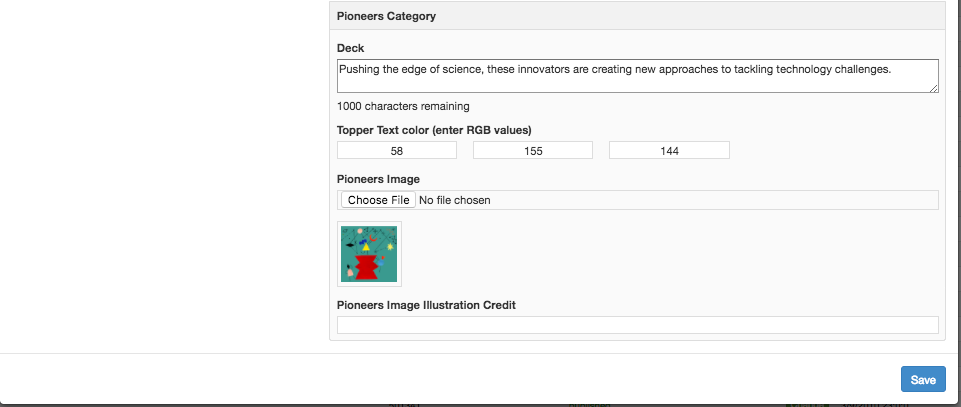 Pioneers Category
Deck
Pushing the edge of science, these innovators are creating new approaches to tackling technology challenges.
1000 characters remaining
Topper Text color (enter RGB values)
58 155 144
Pioneers Image
Choose File No file chosen
Pioneers Image Illustration Credit
Save